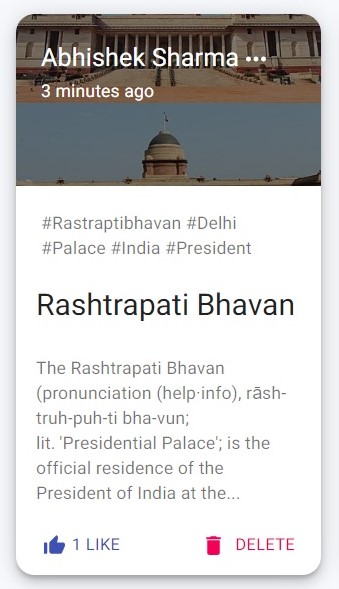 Abhishek Sharma •••
3 minutes ago
#Rastraptibhavan #Delhi
#Palace #India #President
Rashtrapati Bhavan
The Rashtrapati Bhavan
(pronunciation (help·info), rāsh-
truh-puh-ti bha-vun;
lit. 'Presidential Palace'; is the
official residence of the
President of India at the...
1 LIKE DELETE